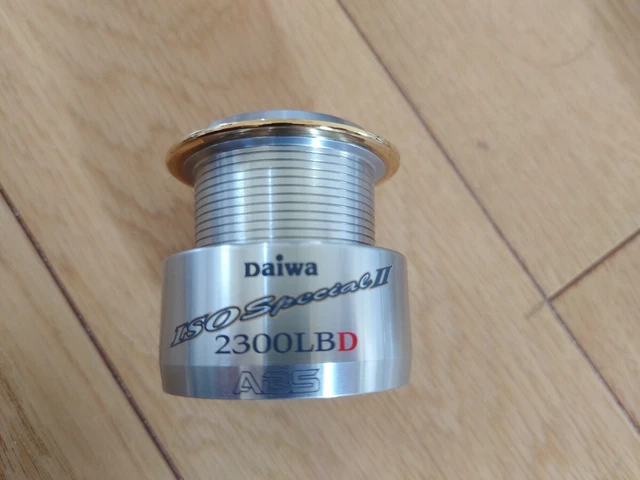 Daiwa
ISO Special II
2300LBD
ABS